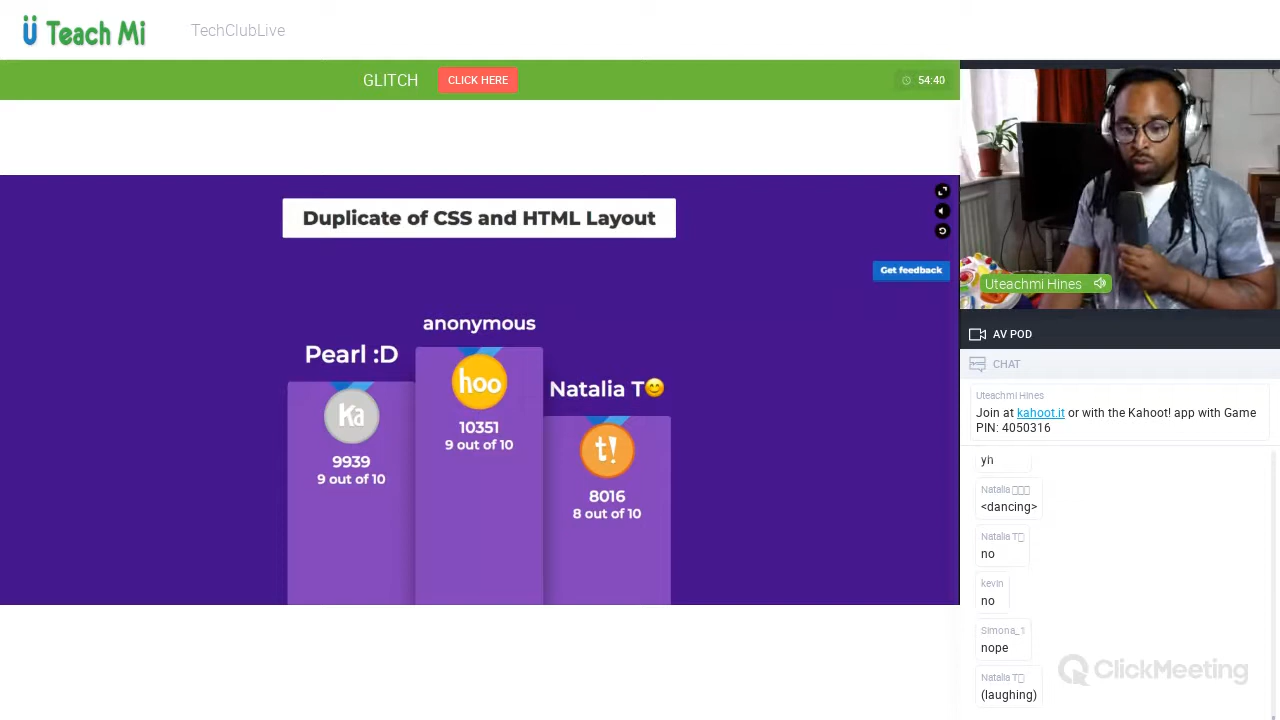 Ü Teach Mi
TechClubLive
GLITCH
CLICK HERE
54:40
Duplicate of CSS and HTML Layout
Get feedback
anonymous
Pearl :D
Natalia T😊
hoo
10351
9 out of 10
Ka
9939
9 out of 10
t!
8016
8 out of 10
Uteachmi Hines
AV POD
CHAT
Uteachmi Hines
Join at kahoot.it or with the Kahoot! app with Game
PIN: 4050316
yh
Natalia
<dancing>
Natalia T
no
kevin
no
Simona_1
nope
Natalia T
(laughing)
ClickMeeting